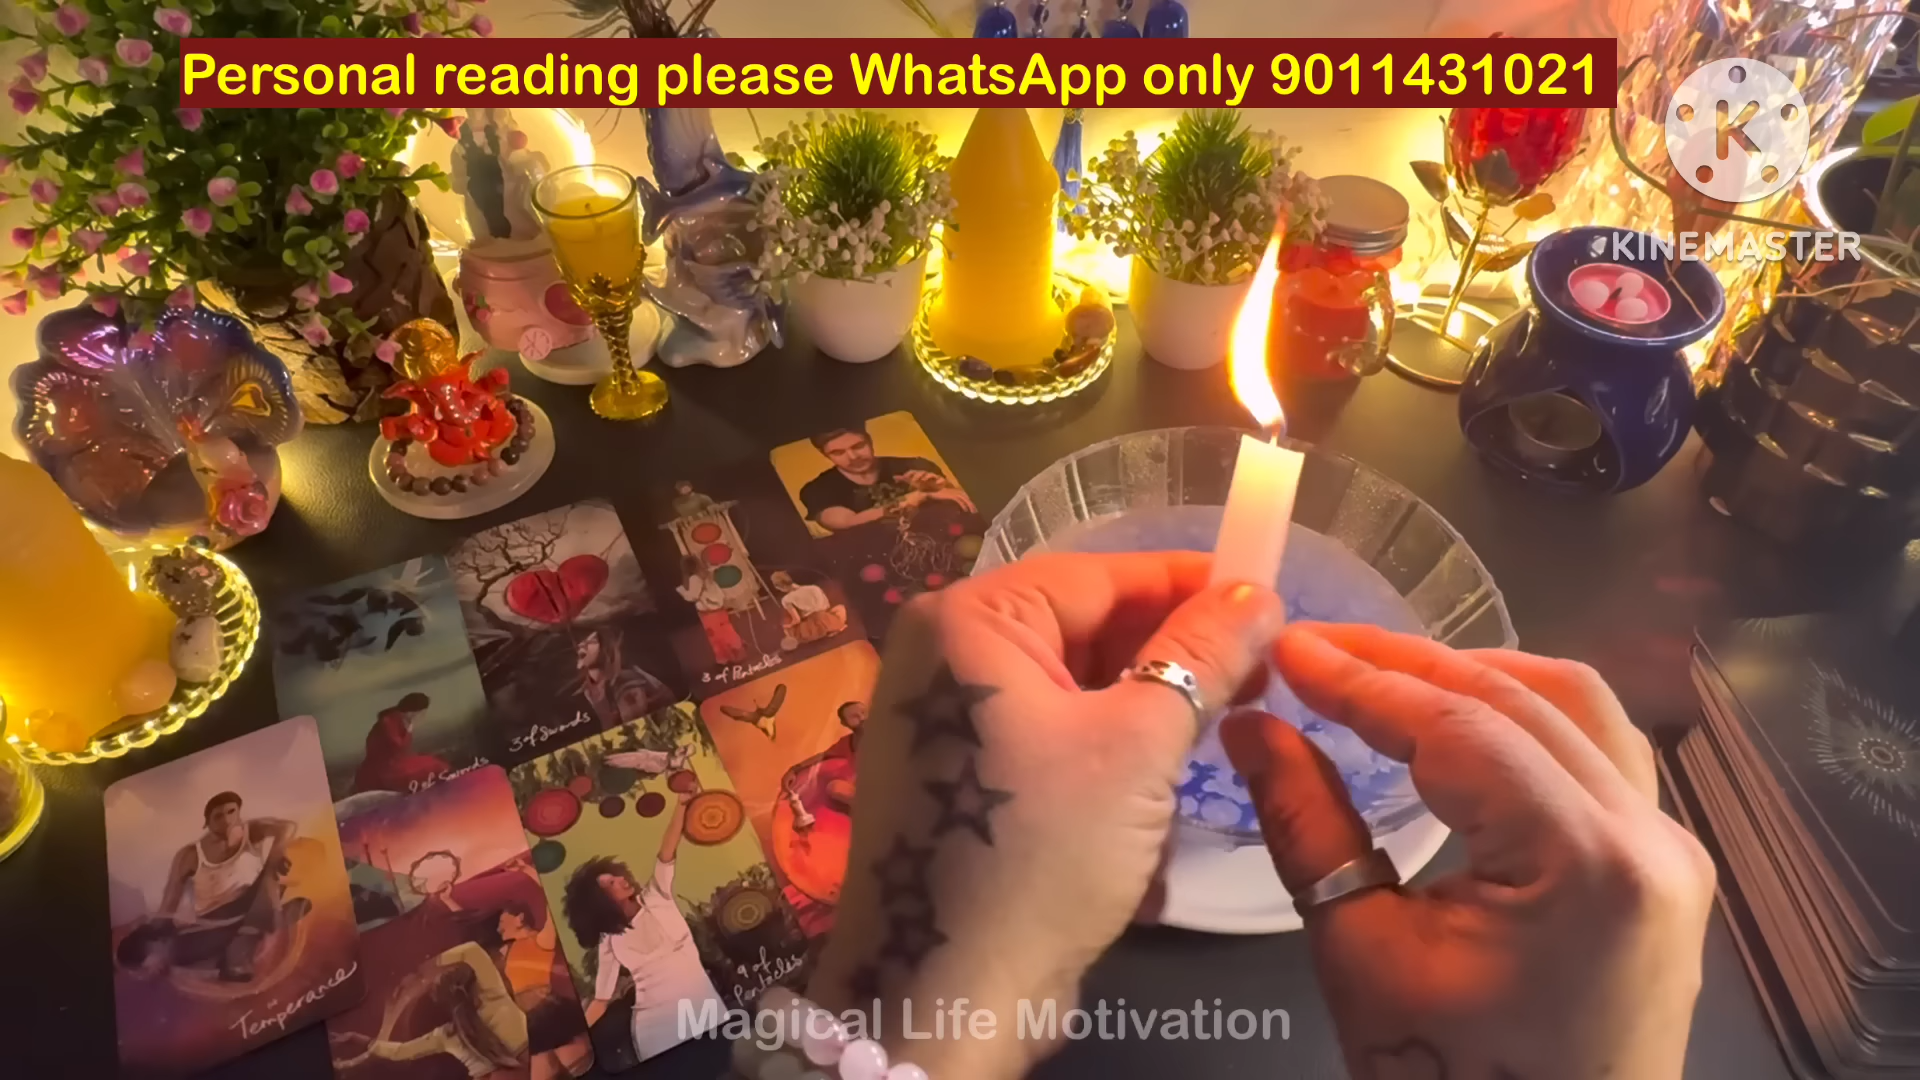 Personal reading please WhatsApp only 9011431021
K
KINEMASTER
3 of Pentacles
3 of Swords
9 of Swords
9 of
Pentacles
Temperance
Magical Life Motivation